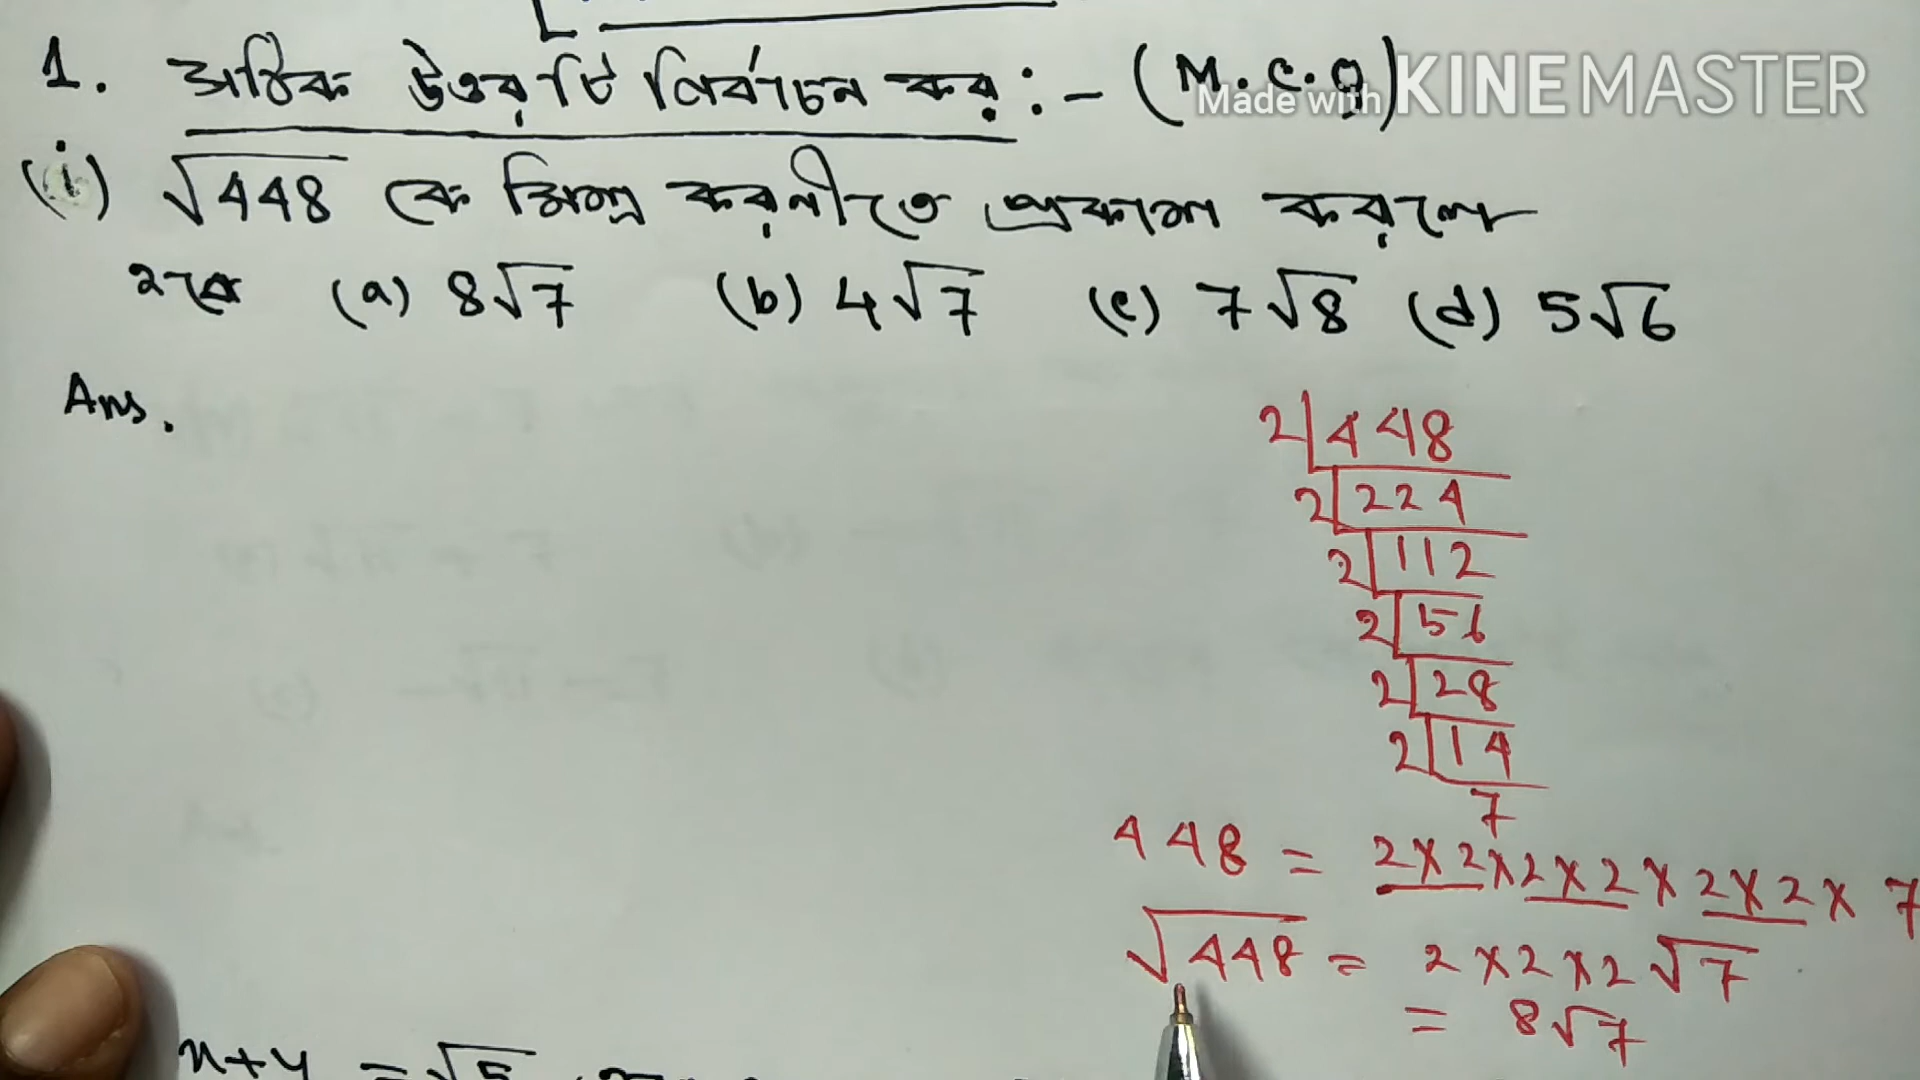 1. সঠিক উত্তরটি নির্বাচন কর :- (M.C.Q)
Made with KINEMASTER
(i) √448 কে মিশ্র করণীতে প্রকাশ করলে
হবে (a) 8√7 (b) 4√7 (c) 7√8 (d) 5√6
Ans.
2 448
2 224
2 112
2 56
2 28
2 14
7
448 = 2×2×2×2×2×2×7
√448 = 2×2×2√7
= 8√7
x+y = √5